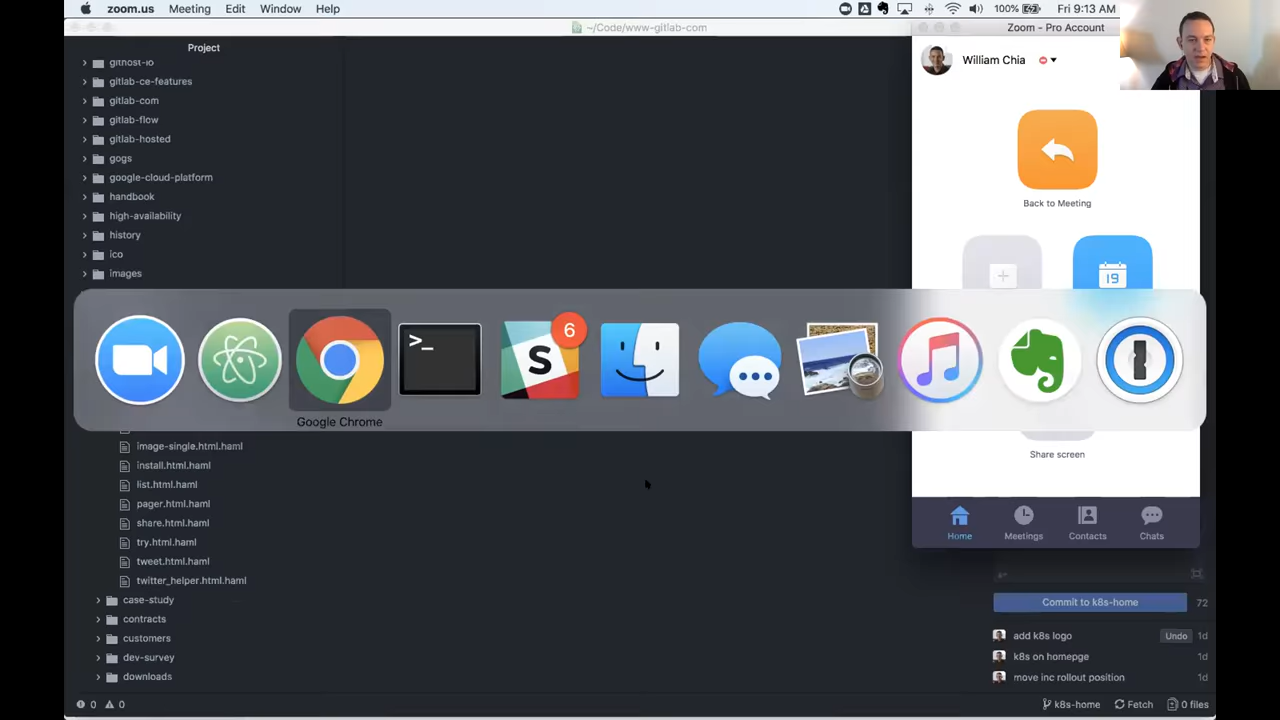 zoom.us Meeting Edit Window Help
100% Fri 9:13 AM
~/Code/www-gitlab-com
Zoom - Pro Account
Project
githost-io
gitlab-ce-features
gitlab-com
gitlab-flow
gitlab-hosted
gogs
google-cloud-platform
handbook
high-availability
history
ico
images
William Chia
Back to Meeting
19
>_
S
6
Google Chrome
image-single.html.haml
install.html.haml
list.html.haml
pager.html.haml
share.html.haml
try.html.haml
tweet.html.haml
twitter_helper.html.haml
case-study
contracts
customers
dev-survey
downloads
Share screen
Home
Meetings
Contacts
Chats
Commit to k8s-home 72
add k8s logo Undo 1d
k8s on homepge 1d
move inc rollout position 1d
0 0
k8s-home Fetch 0 files